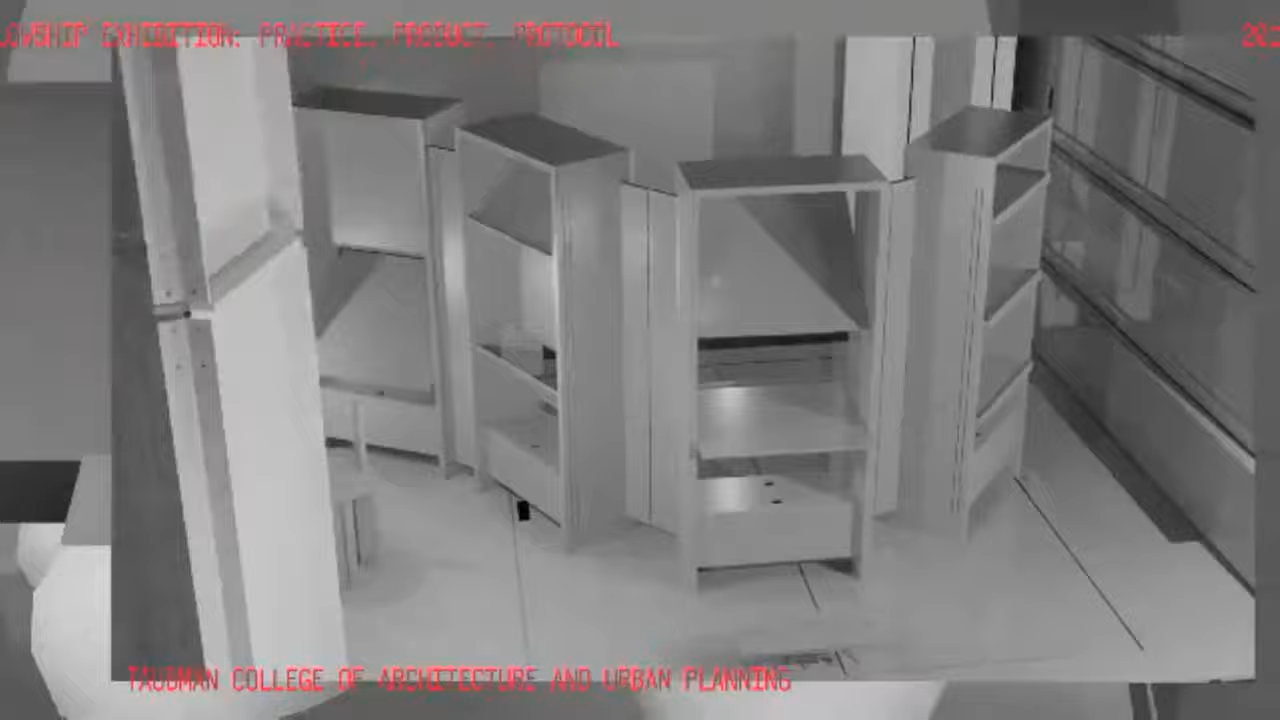 LOWSHIP EXHIBITION: PRACTICE, PRODUCT, PROTOCOL
TAUBMAN COLLEGE OF ARCHITECTURE AND URBAN PLANNING